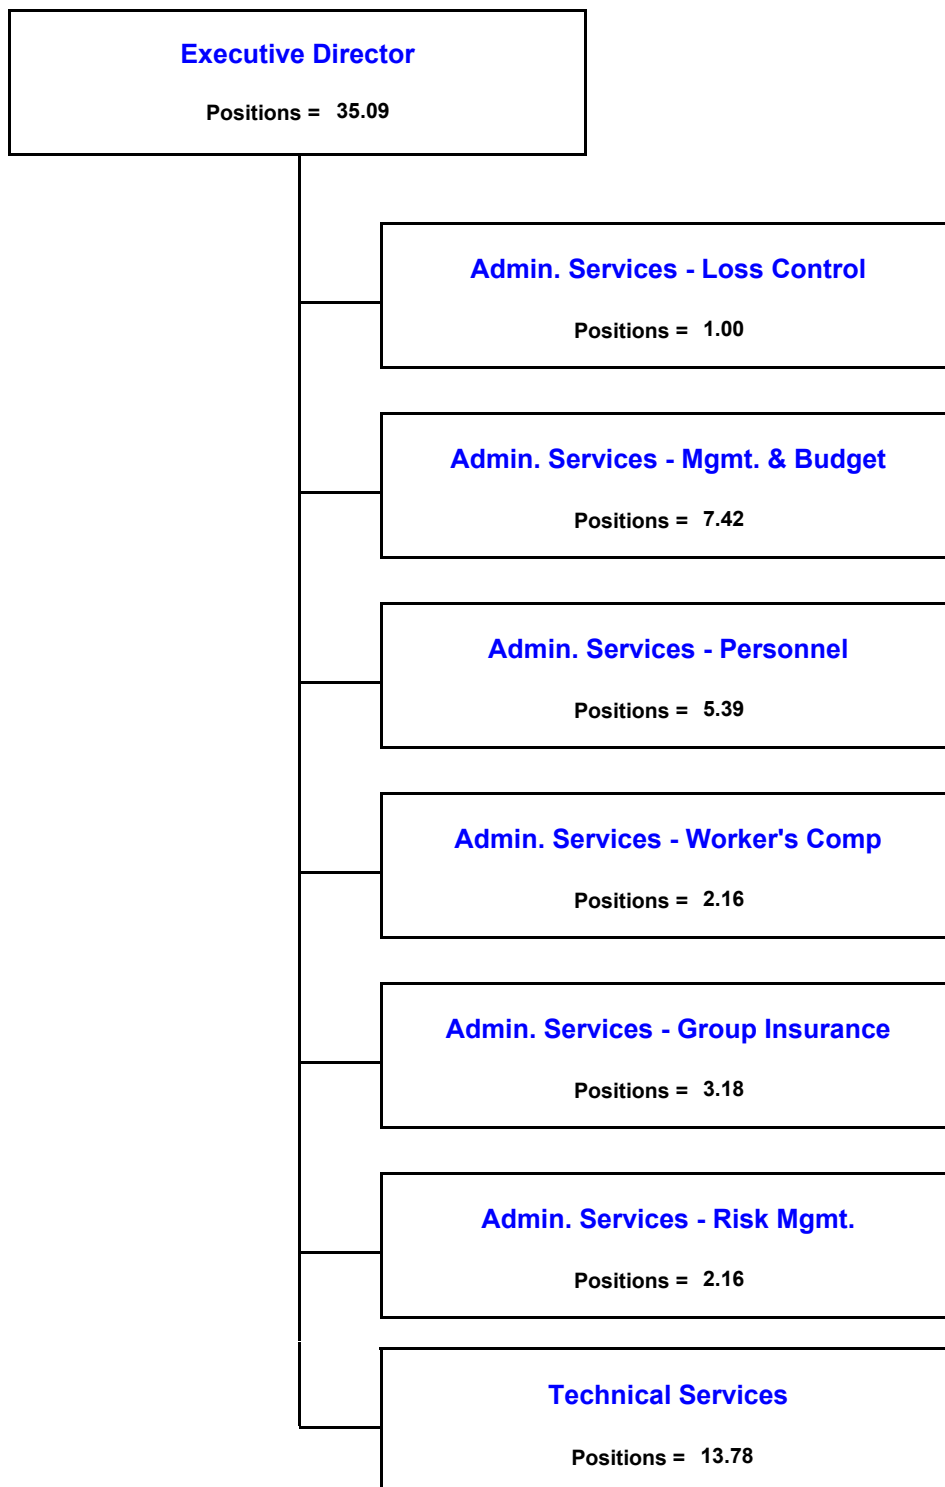 Executive Director
Positions = 35.09
Admin. Services - Loss Control
Positions = 1.00
Admin. Services - Mgmt. & Budget
Positions = 7.42
Admin. Services - Personnel
Positions = 5.39
Admin. Services - Worker's Comp
Positions = 2.16
Admin. Services - Group Insurance
Positions = 3.18
Admin. Services - Risk Mgmt.
Positions = 2.16
Technical Services
Positions = 13.78